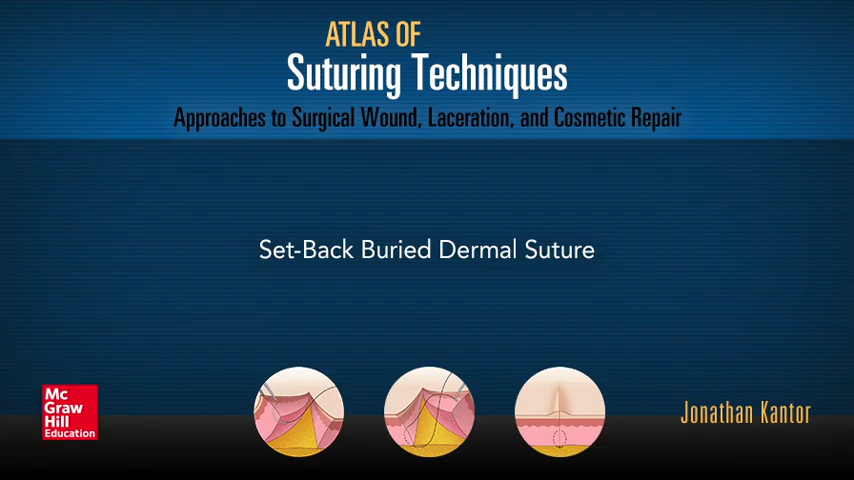 ATLAS OF
Suturing Techniques
Approaches to Surgical Wound, Laceration, and Cosmetic Repair
Set-Back Buried Dermal Suture
Mc
Graw
Hill
Education
Jonathan Kantor